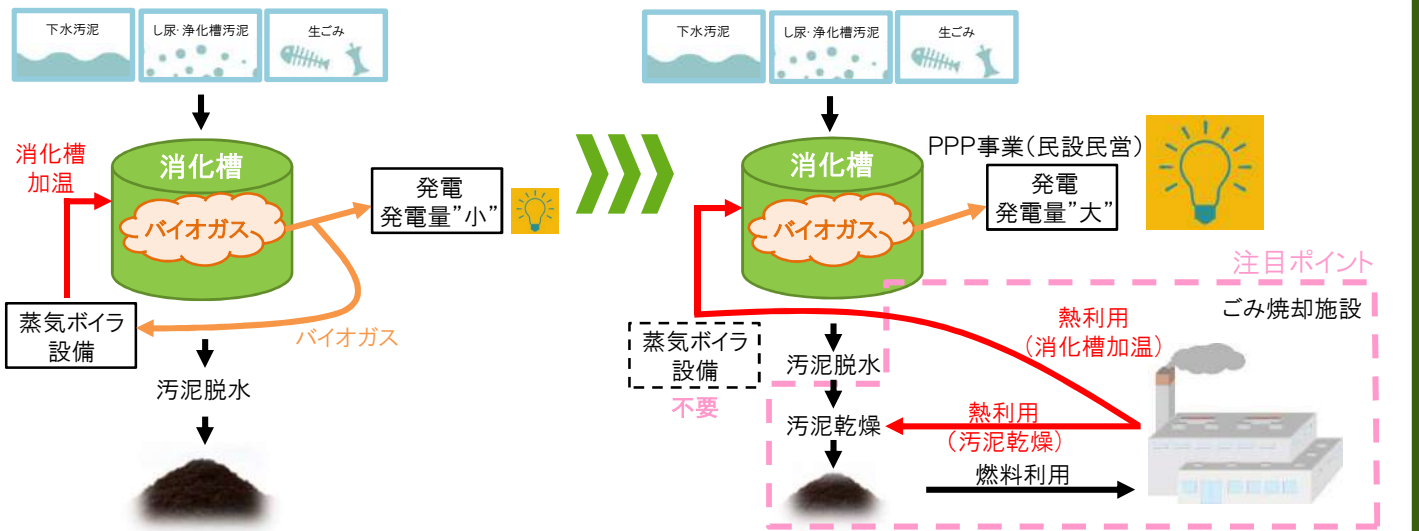 下水汚泥
し尿・浄化槽汚泥
生ごみ
消化槽
加温
消化槽
バイオガス
発電
発電量”小”
蒸気ボイラ
設備
バイオガス
汚泥脱水
下水汚泥
し尿・浄化槽汚泥
生ごみ
消化槽
バイオガス
PPP事業(民設民営)
発電
発電量”大”
注目ポイント
ごみ焼却施設
熱利用
(消化槽加温)
蒸気ボイラ
設備
不要
汚泥脱水
汚泥乾燥
熱利用
(汚泥乾燥)
燃料利用